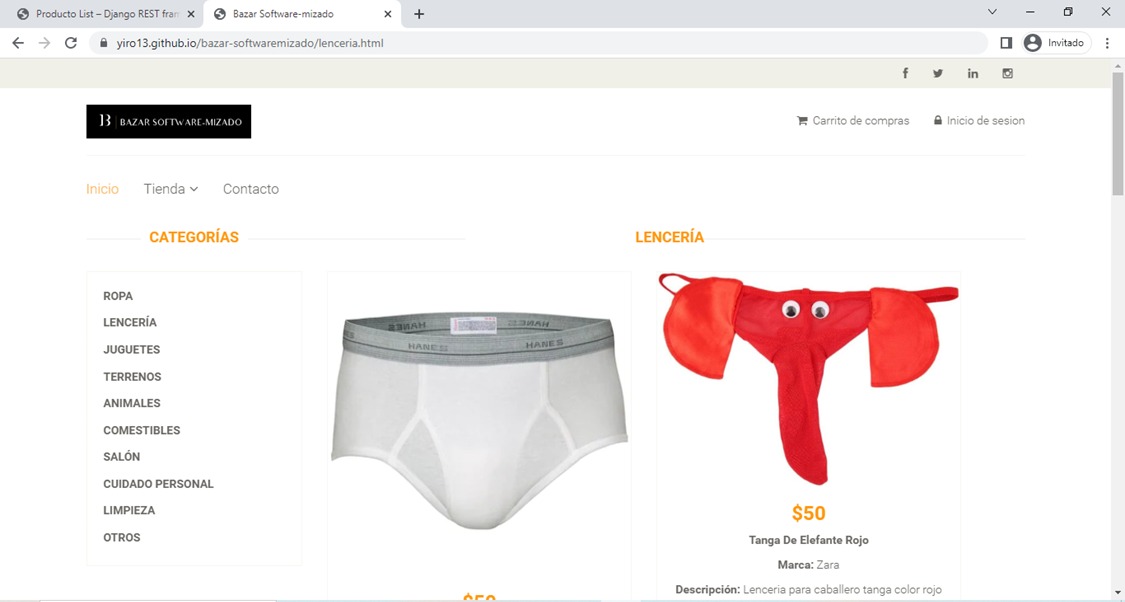 Producto List – Django REST fran
Bazar Software-mizado
yiro13.github.io/bazar-softwaremizado/lenceria.html
Invitado
B BAZAR SOFTWARE-MIZADO
Carrito de compras
Inicio de sesion
Inicio
Tienda
Contacto
CATEGORÍAS
LENCERÍA
ROPA
LENCERÍA
JUGUETES
TERRENOS
ANIMALES
COMESTIBLES
SALÓN
CUIDADO PERSONAL
LIMPIEZA
OTROS
HANES
HANES
HANES
HANES
$50
$50
Tanga De Elefante Rojo
Marca: Zara
Descripción: Lenceria para caballero tanga color rojo